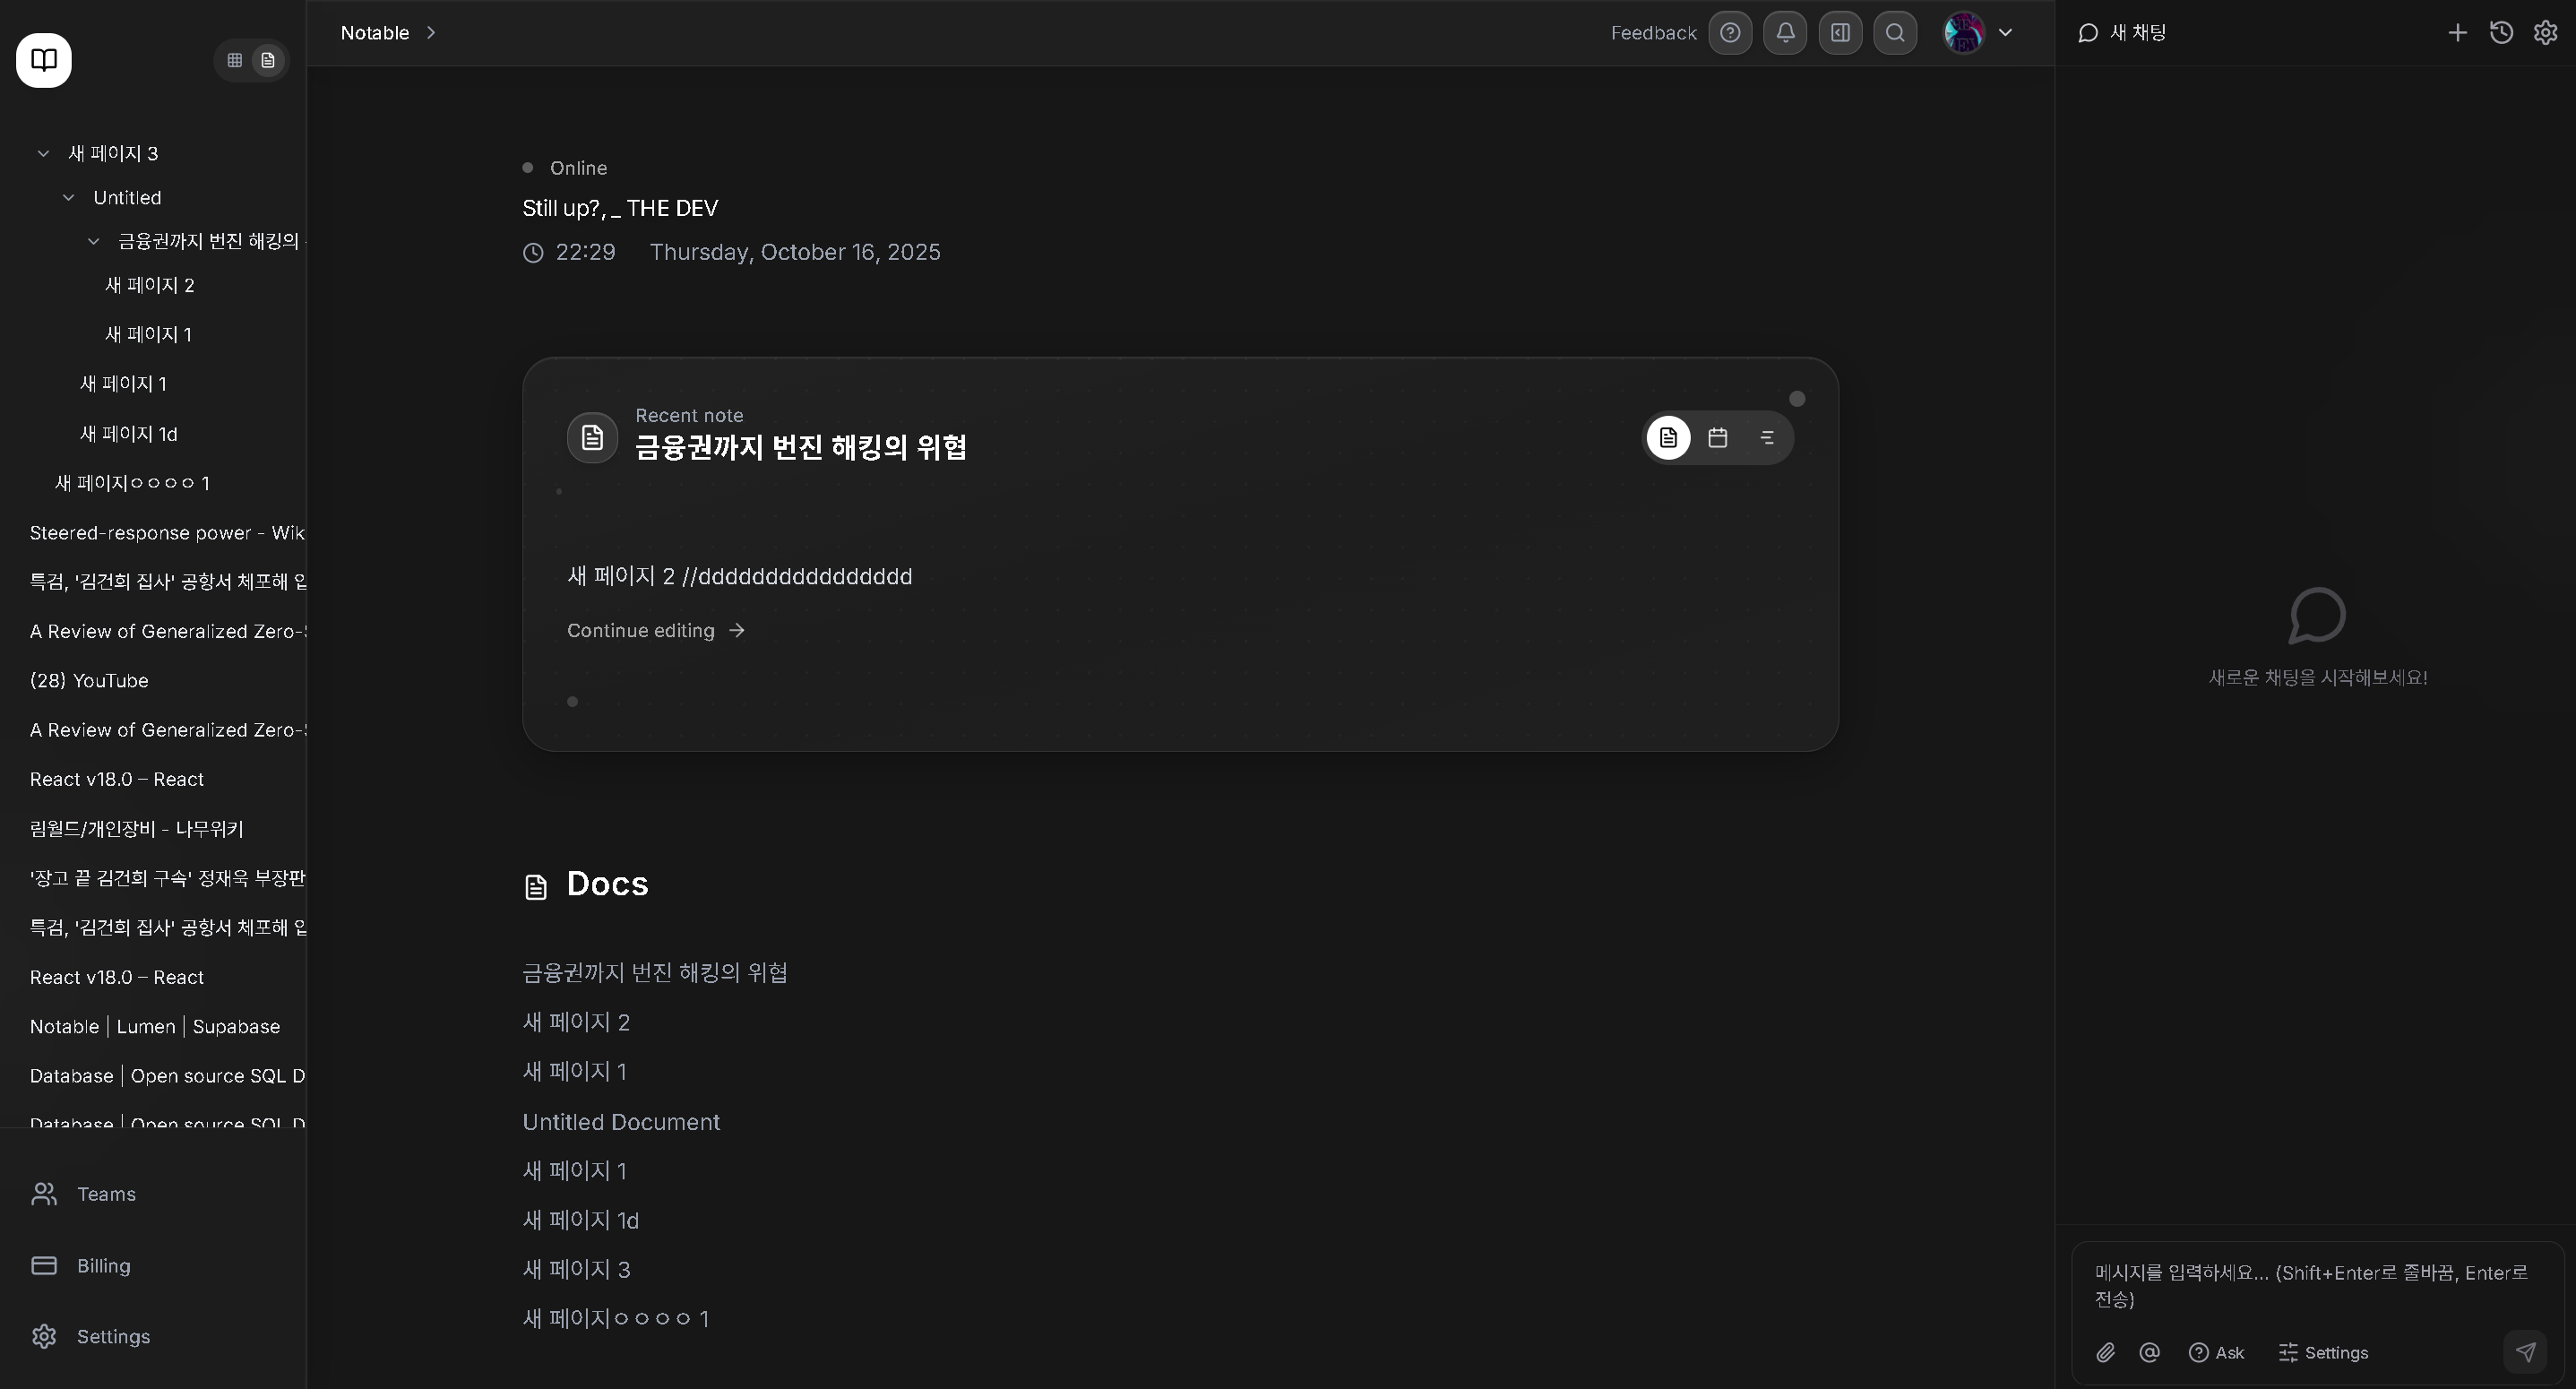 새 페이지 3
Untitled
금융권까지 번진 해킹의
새 페이지 2
새 페이지 1
새 페이지 1
새 페이지 1d
새 페이지ㅇㅇㅇㅇ 1
Steered-response power - Wik
특검, '김건희 집사' 공항서 체포해 압
A Review of Generalized Zero-S
(28) YouTube
A Review of Generalized Zero-S
React v18.0 – React
림월드/개인장비 - 나무위키
'장고 끝 김건희 구속' 정재욱 부장판
특검, '김건희 집사' 공항서 체포해 압
React v18.0 – React
Notable | Lumen | Supabase
Database | Open source SQL D
Database | Open source SQL D
Teams
Billing
Settings
Notable
Feedback
Online
Still up?, _ THE DEV
22:29 Thursday, October 16, 2025
Recent note
금융권까지 번진 해킹의 위협
새 페이지 2 //dddddddddddddddd
Continue editing
Docs
금융권까지 번진 해킹의 위협
새 페이지 2
새 페이지 1
Untitled Document
새 페이지 1
새 페이지 1d
새 페이지 3
새 페이지ㅇㅇㅇㅇ 1
새 채팅
새로운 채팅을 시작해보세요!
메시지를 입력하세요... (Shift+Enter로 줄바꿈, Enter로
전송)
Ask Settings